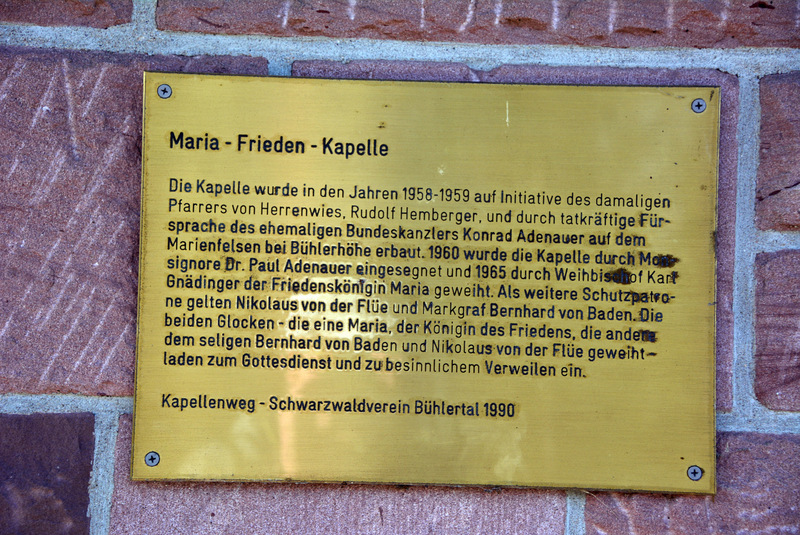 Maria - Frieden - Kapelle
Die Kapelle wurde in den Jahren 1958-1959 auf Initiative des damaligen
Pfarrers von Herrenwies, Rudolf Hemberger, und durch tatkräftige Für-
sprache des ehemaligen Bundeskanzlers Konrad Adenauer auf dem
Marienfelsen bei Bühlerhöhe erbaut. 1960 wurde die Kapelle durch Mon-
signore Dr. Paul Adenauer eingesegnet und 1965 durch Weihbischof Karl
Gnädinger der Friedenskönigin Maria geweiht. Als weitere Schutzpatro-
ne gelten Nikolaus von der Flüe und Markgraf Bernhard von Baden. Die
beiden Glocken - die eine Maria, der Königin des Friedens, die andere
dem seligen Bernhard von Baden und Nikolaus von der Flüe geweiht-
laden zum Gottesdienst und zu besinnlichem Verweilen ein.
Kapellenweg - Schwarzwaldverein Bühlertal 1990